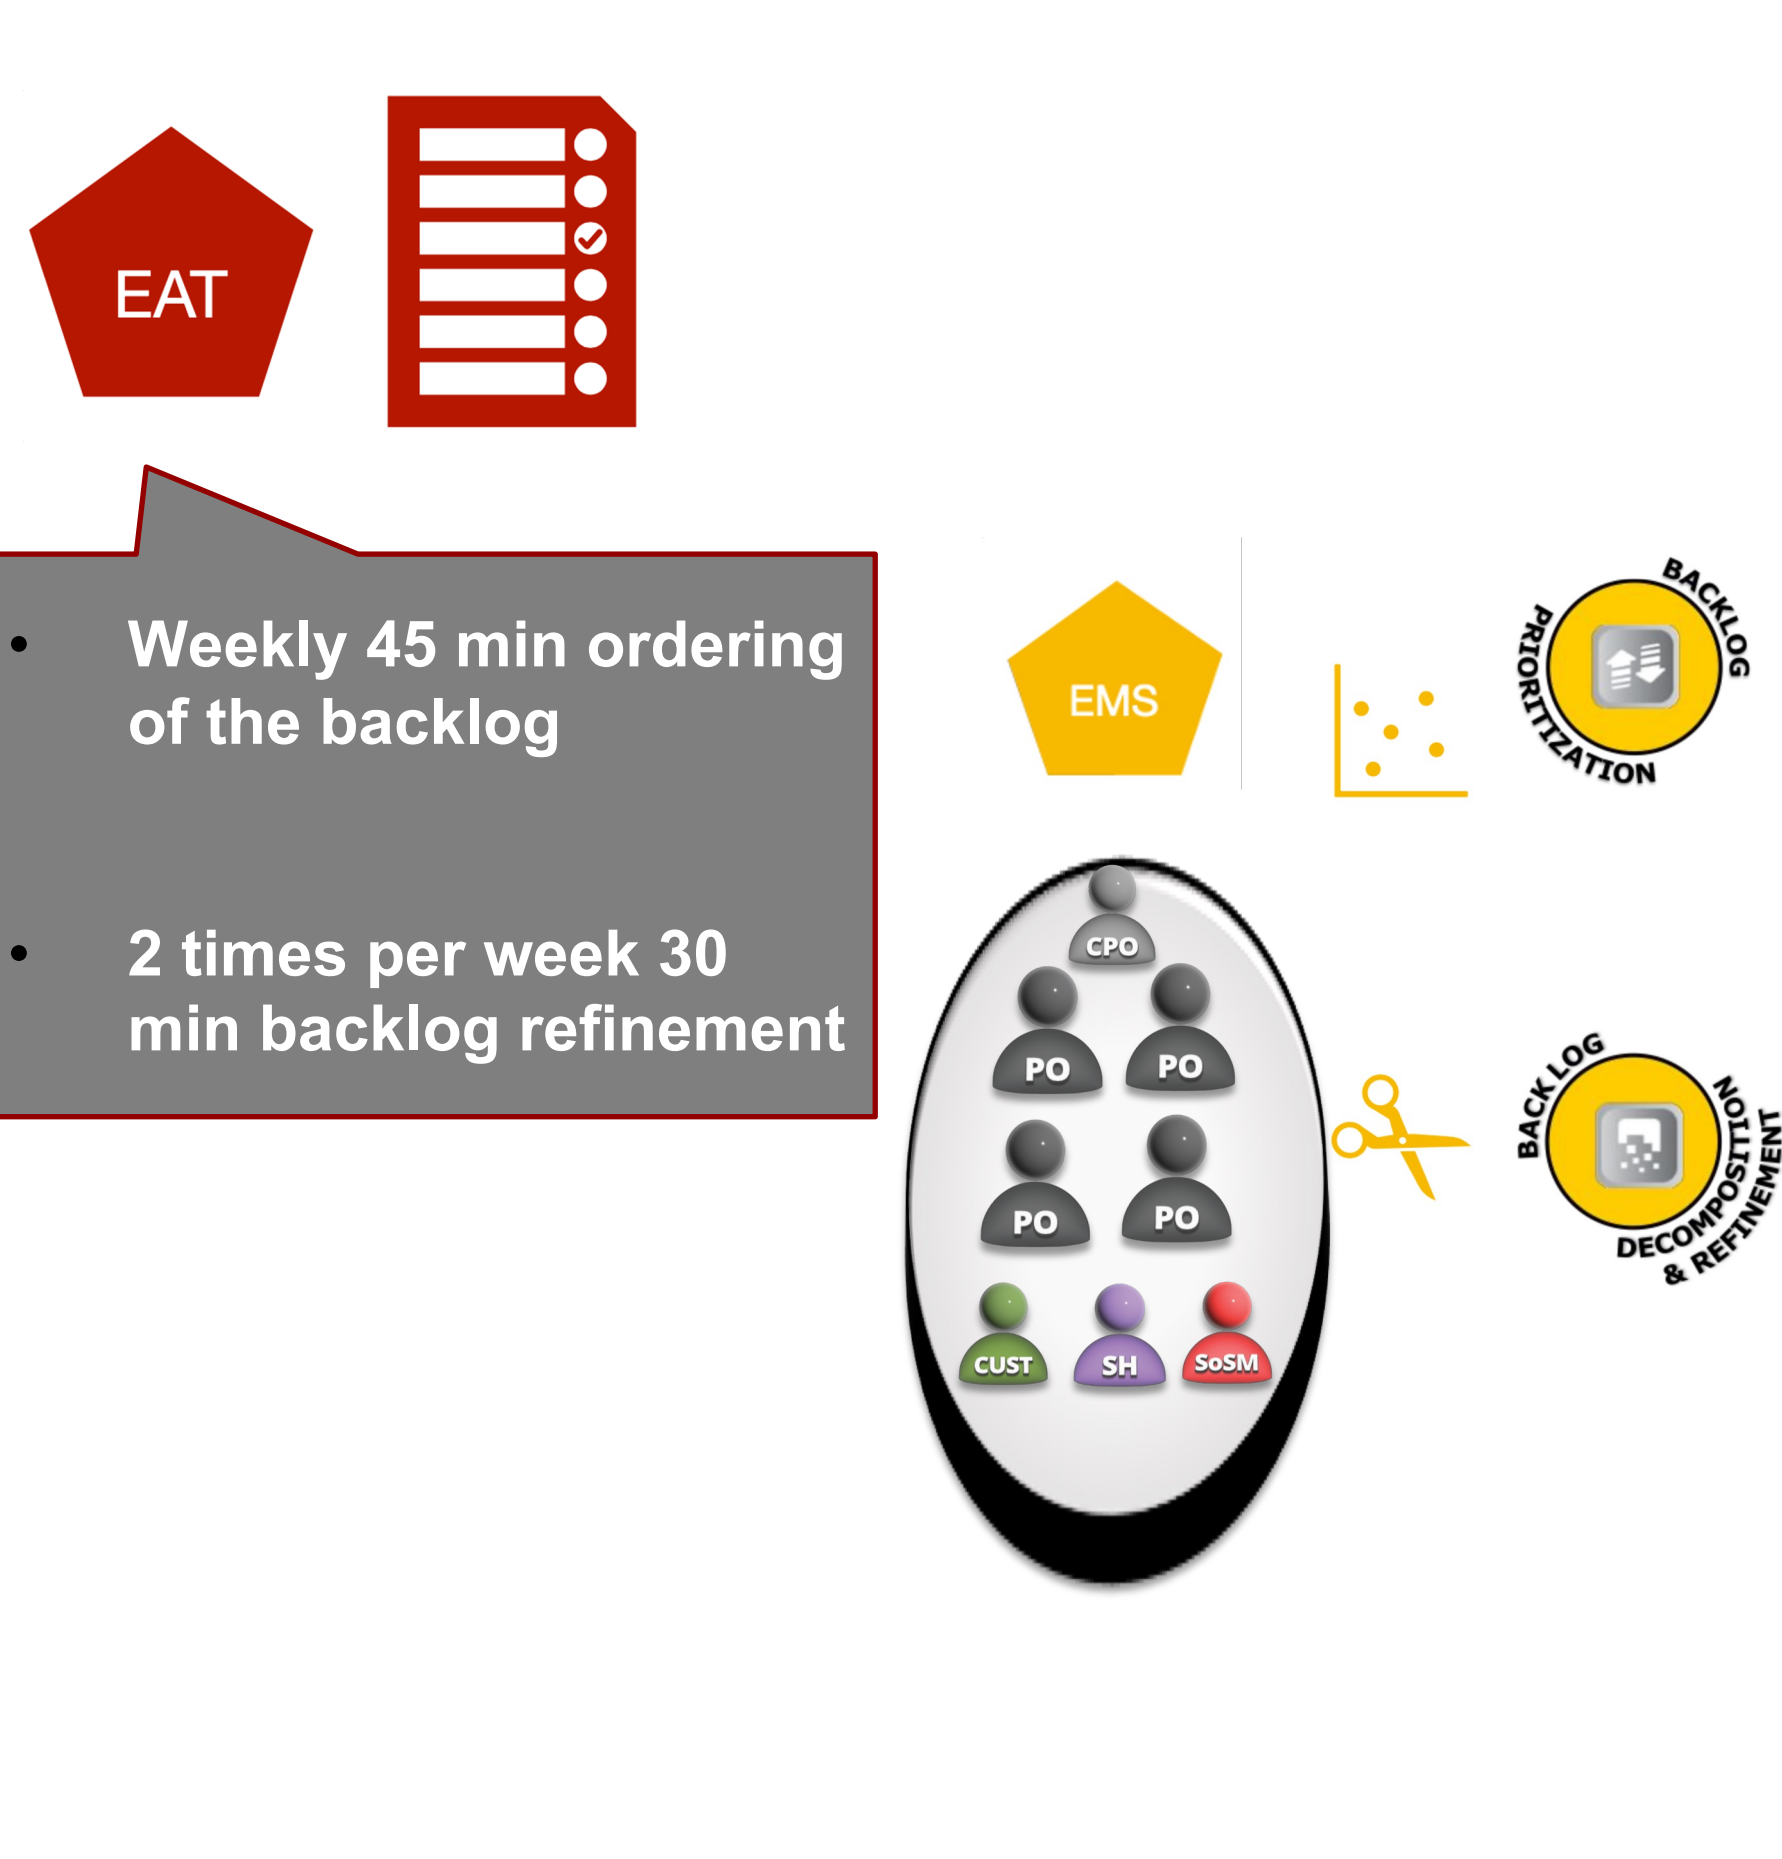 EAT
• Weekly 45 min ordering
of the backlog
• 2 times per week 30
min backlog refinement
EMS
BACKLOG
PRIORITIZATION
CPO
PO PO
PO PO
CUST SH SoSM
BACKLOG
DECOMPOSITION
& REFINEMENT